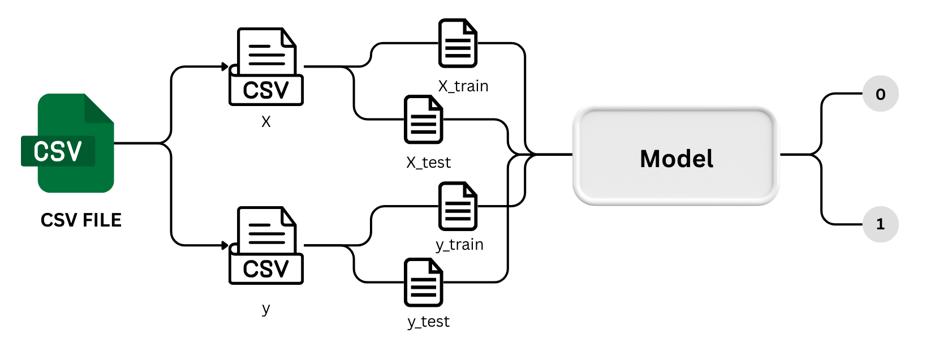 CSV
CSV FILE
CSV
X
CSV
y
X_train
X_test
y_train
y_test
Model
0
1